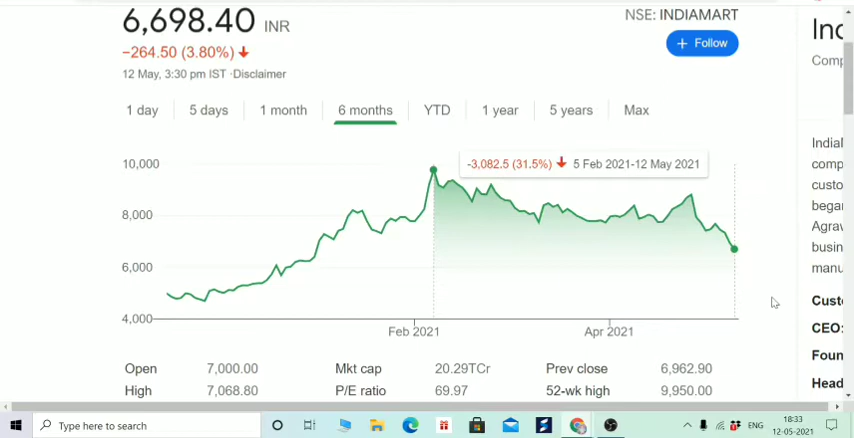 6,698.40 INR
NSE: INDIAMART
−264.50 (3.80%)
+ Follow
12 May, 3:30 pm IST ·Disclaimer
1 day 5 days 1 month 6 months YTD 1 year 5 years Max
-3,082.5 (31.5%) 5 Feb 2021-12 May 2021
10,000
8,000
6,000
4,000
Feb 2021 Apr 2021
Open 7,000.00 Mkt cap 20.29TCr Prev close 6,962.90
High 7,068.80 P/E ratio 69.97 52-wk high 9,950.00
Comp
comp
custo
began
Agraw
busin
manu
Custo
CEO:
Foun
Head
Type here to search
ENG
18:33
12-05-2021